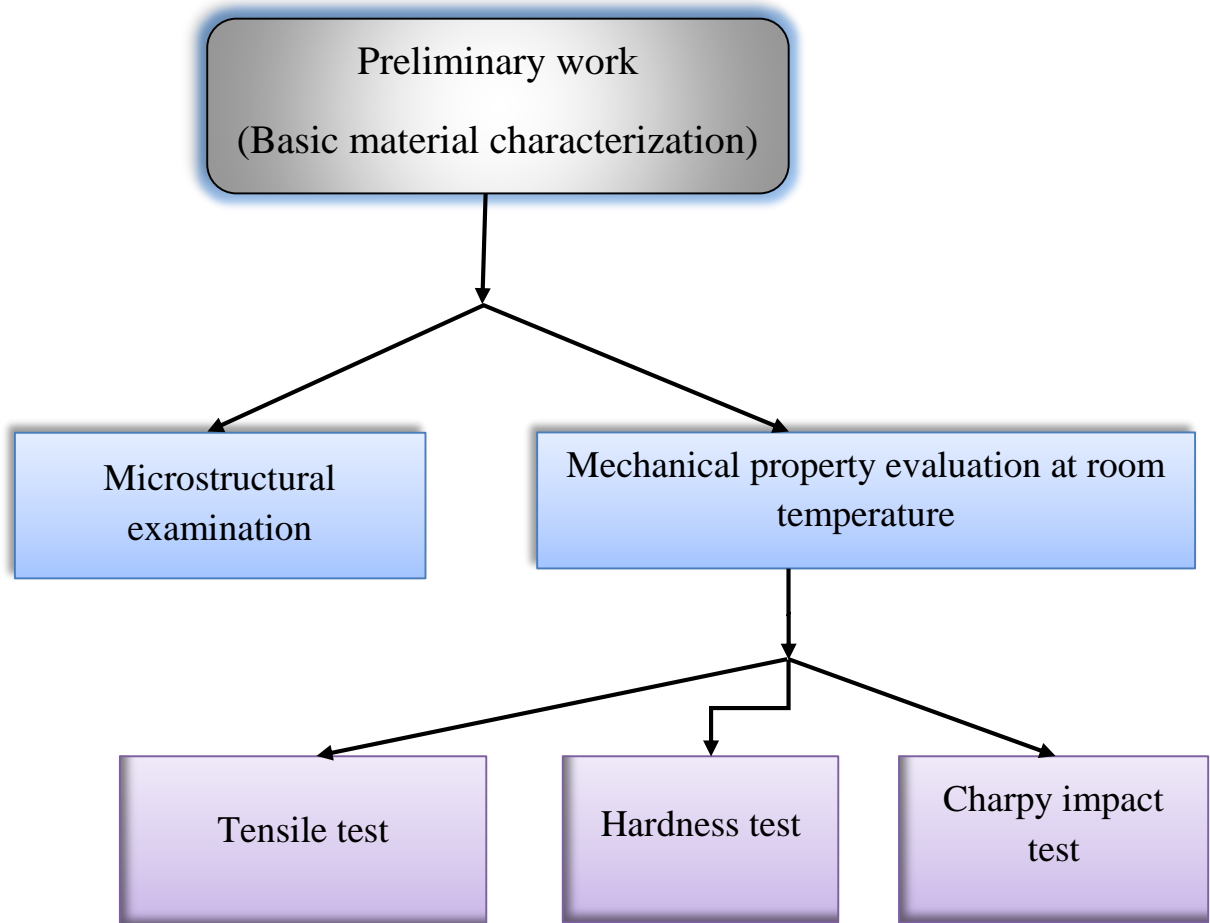 Preliminary work
(Basic material characterization)
Microstructural
examination
Mechanical property evaluation at room
temperature
Tensile test
Hardness test
Charpy impact
test